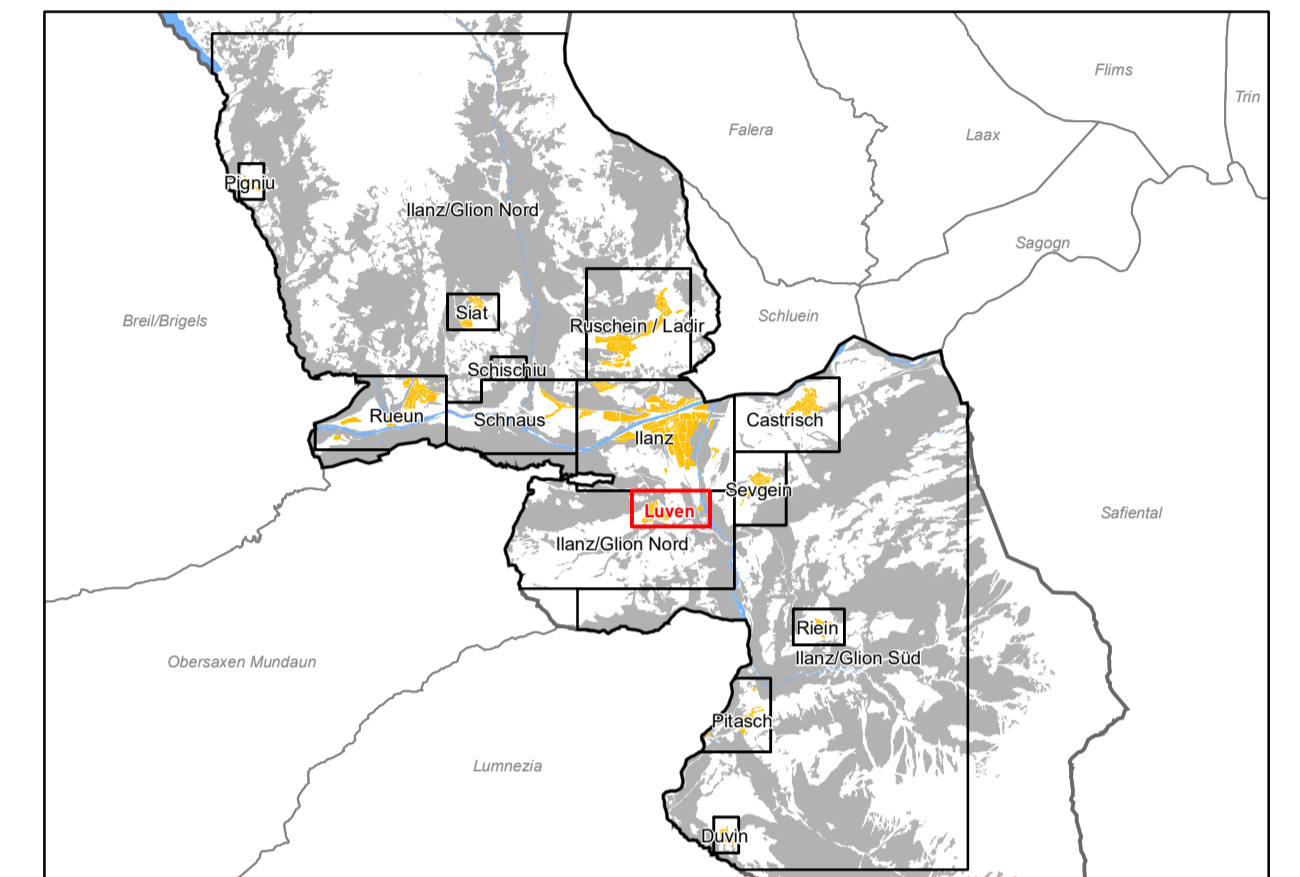 Flims
Trin
Falera
Laax
Pigniu
Ilanz/Glion Nord
Sagogn
Siat
Schluein
Breil/Brigels
Ruschein / Ladir
Schischiu
Rueun
Schnaus
Castrisch
Ilanz
Sevgein
Luven
Safiental
Ilanz/Glion Nord
Riein
Ilanz/Glion Süd
Obersaxen Mundaun
Pitasch
Lumnezia
Duvin